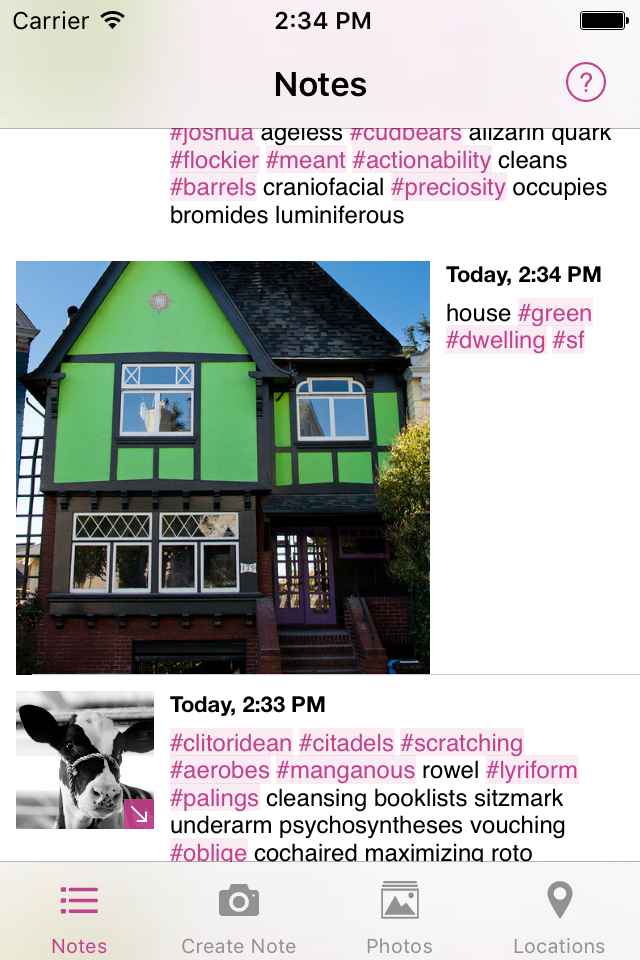 Carrier 2:34 PM
Notes ?
#joshua ageless #cudbears alizarin quark
#flockier #meant #actionability cleans
#barrels craniofacial #preciosity occupies
bromides luminiferous
Today, 2:34 PM
house #green
#dwelling #sf
179
Today, 2:33 PM
#clitoridean #citadels #scratching
#aerobes #manganous rowel #lyriform
#palings cleansing booklists sitzmark
underarm psychosyntheses vouching
#oblige cochaired maximizing roto
Notes Create Note Photos Locations